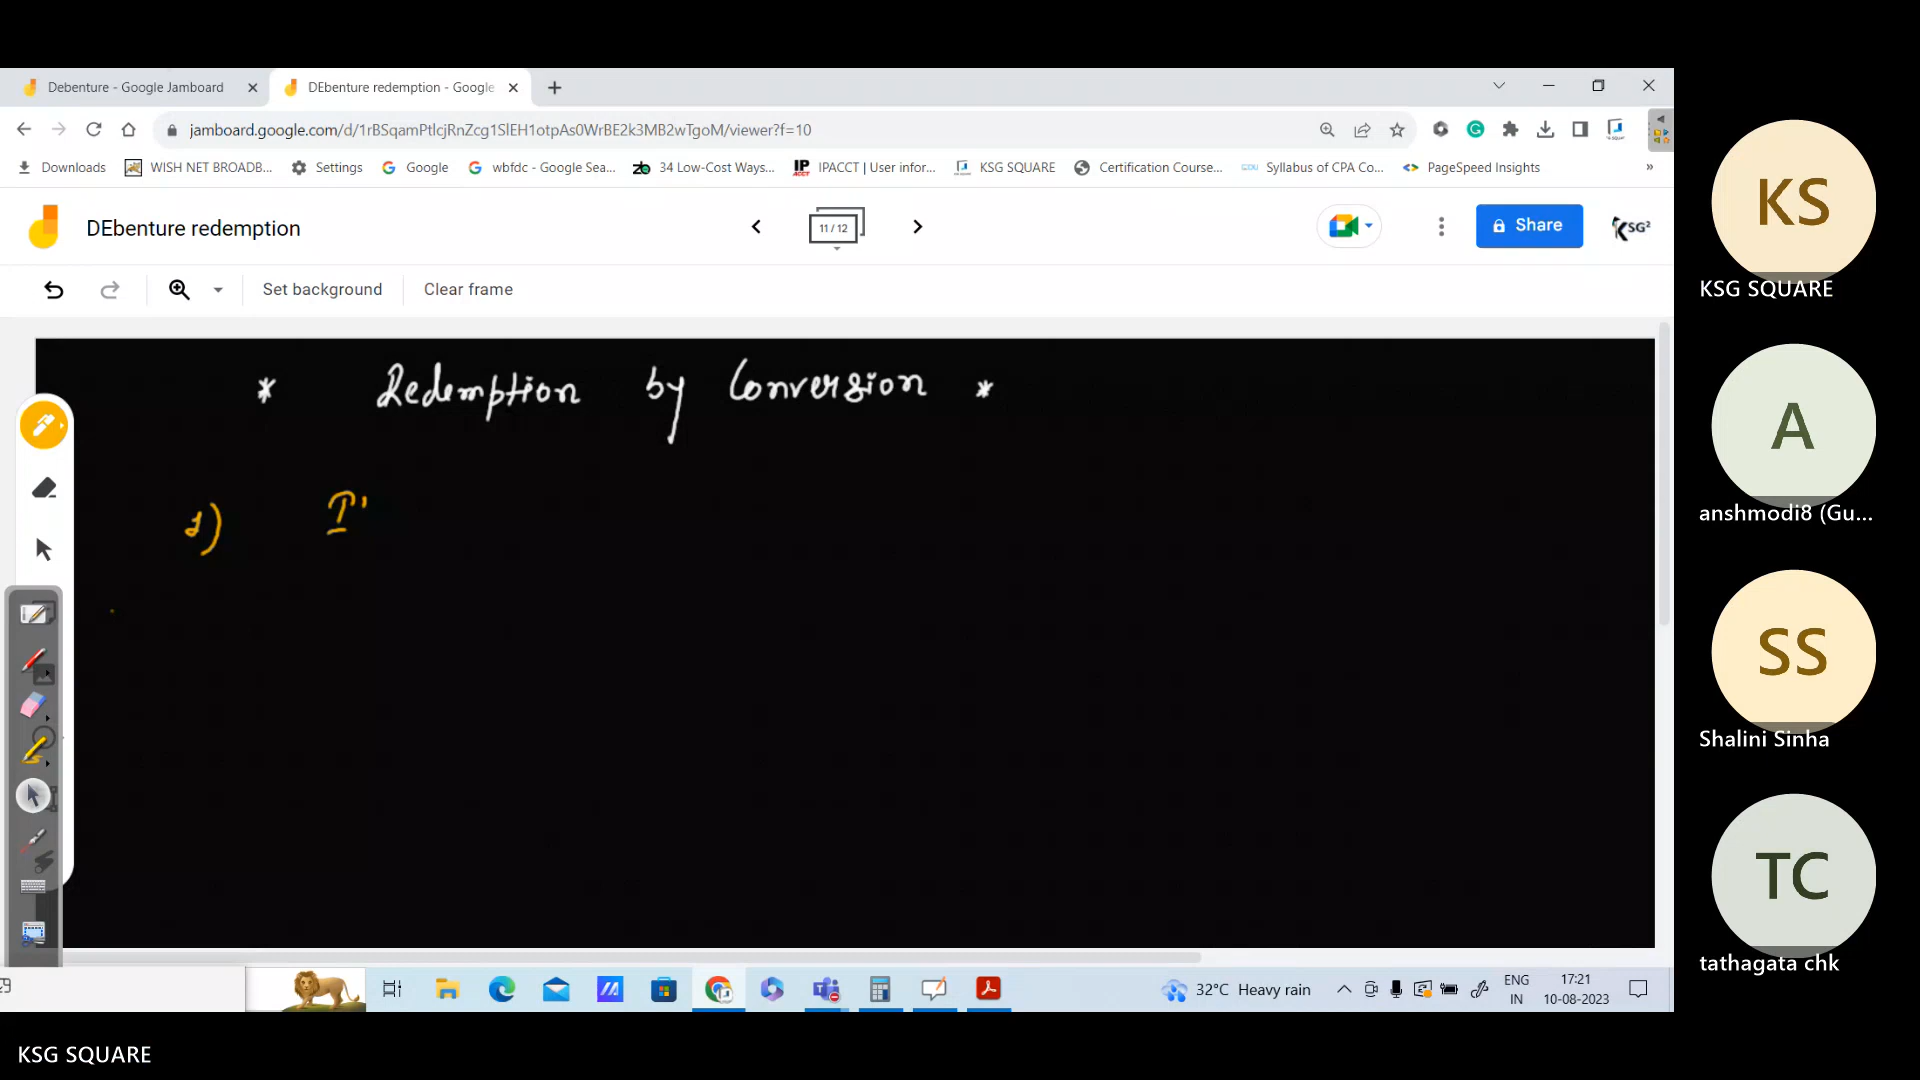 Debenture - Google Jamboard
DEbenture redemption - Google
jamboard.google.com/d/1rBSqamPtlcjRnZcg1SlEH1otpAs0WrBE2k3MB2wTgoM/viewer?f=10
Downloads WISH NET BROADB... Settings Google wbfdc - Google Sea... 34 Low-Cost Ways... IPACCT | User infor... KSG SQUARE Certification Course... Syllabus of CPA Co... PageSpeed Insights »
DEbenture redemption 11 / 12 Share KSG²
Set background Clear frame
* Redemption by Conversion *
1)
32°C Heavy rain ENG IN 17:21 10-08-2023
KS
KSG SQUARE
A
anshmodi8 (Gu...
SS
Shalini Sinha
TC
tathagata chk
KSG SQUARE